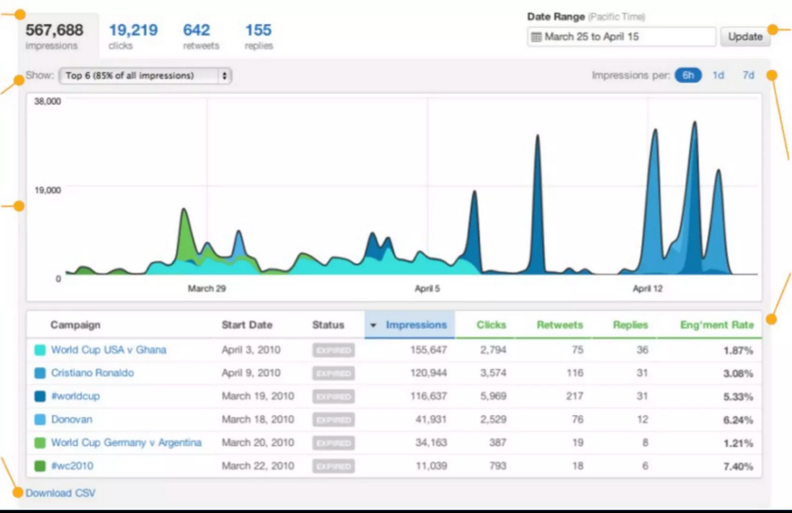 567,688 19,219 642 155
impressions clicks retweets replies
Date Range (Pacific Time)
March 25 to April 15 Update
Show: Top 6 (85% of all impressions) Impressions per: 6h 1d 7d
38,000
19,000
0
March 29 April 5 April 12
Campaign Start Date Status Impressions Clicks Retweets Replies Eng'ment Rate
World Cup USA v Ghana April 3, 2010 EXPIRED 155,647 2,794 75 36 1.87%
Cristiano Ronaldo April 9, 2010 EXPIRED 120,944 3,574 116 31 3.08%
#worldcup March 19, 2010 EXPIRED 116,637 5,969 217 31 5.33%
Donovan March 18, 2010 EXPIRED 41,931 2,529 76 12 6.24%
World Cup Germany v Argentina March 20, 2010 EXPIRED 34,163 387 19 8 1.21%
#wc2010 March 22, 2010 EXPIRED 11,039 793 18 6 7.40%
Download CSV